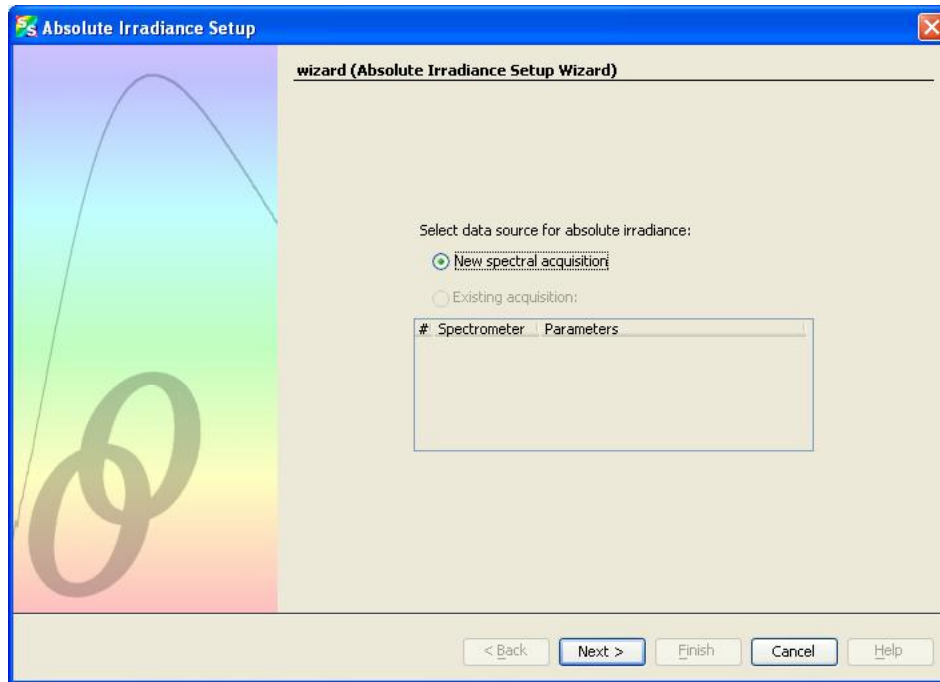 Absolute Irradiance Setup
wizard (Absolute Irradiance Setup Wizard)
Select data source for absolute irradiance:
New spectral acquisition
Existing acquisition:
# Spectrometer Parameters
< Back Next > Finish Cancel Help